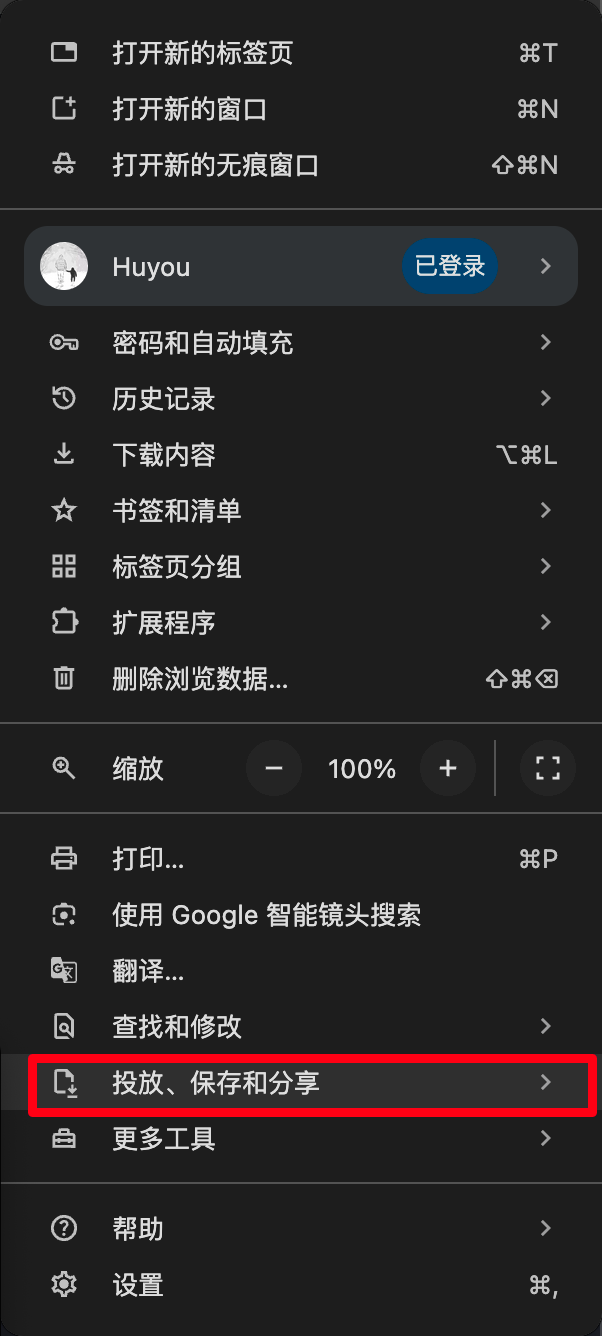 打开新的标签页 ⌘T
打开新的窗口 ⌘N
打开新的无痕窗口 ⇧⌘N
Huyou 已登录
密码和自动填充
历史记录
下载内容 ⌥⌘L
书签和清单
标签页分组
扩展程序
删除浏览数据... ⇧⌘⌫
缩放 − 100% +
打印... ⌘P
使用 Google 智能镜头搜索
翻译...
查找和修改
投放、保存和分享
更多工具
帮助
设置 ⌘,